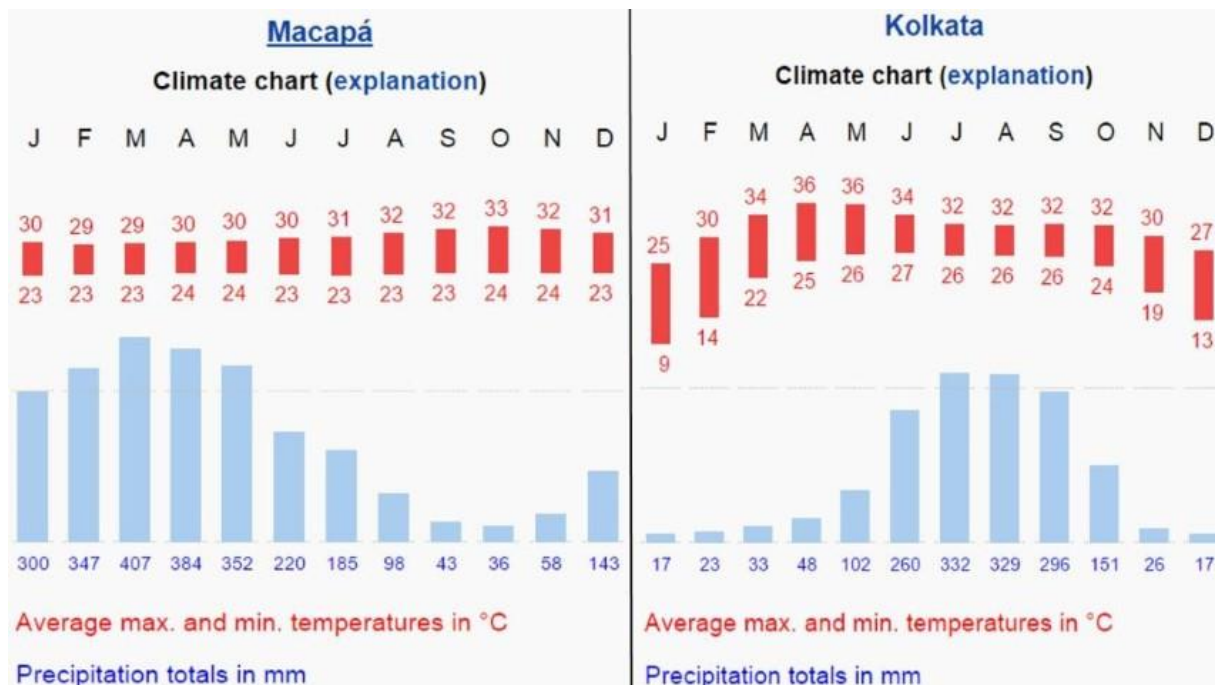 Macapá
Climate chart (explanation)
J F M A M J J A S O N D
30 29 29 30 30 30 31 32 32 33 32 31
23 23 23 24 24 23 23 23 23 24 24 23
300 347 407 384 352 220 185 98 43 36 58 143
Average max. and min. temperatures in °C
Precipitation totals in mm
Kolkata
Climate chart (explanation)
J F M A M J J A S O N D
25 30 34 36 36 34 32 32 32 32 30 27
9 14 22 25 26 27 26 26 26 24 19 13
17 23 33 48 102 260 332 329 296 151 26 17
Average max. and min. temperatures in °C
Precipitation totals in mm